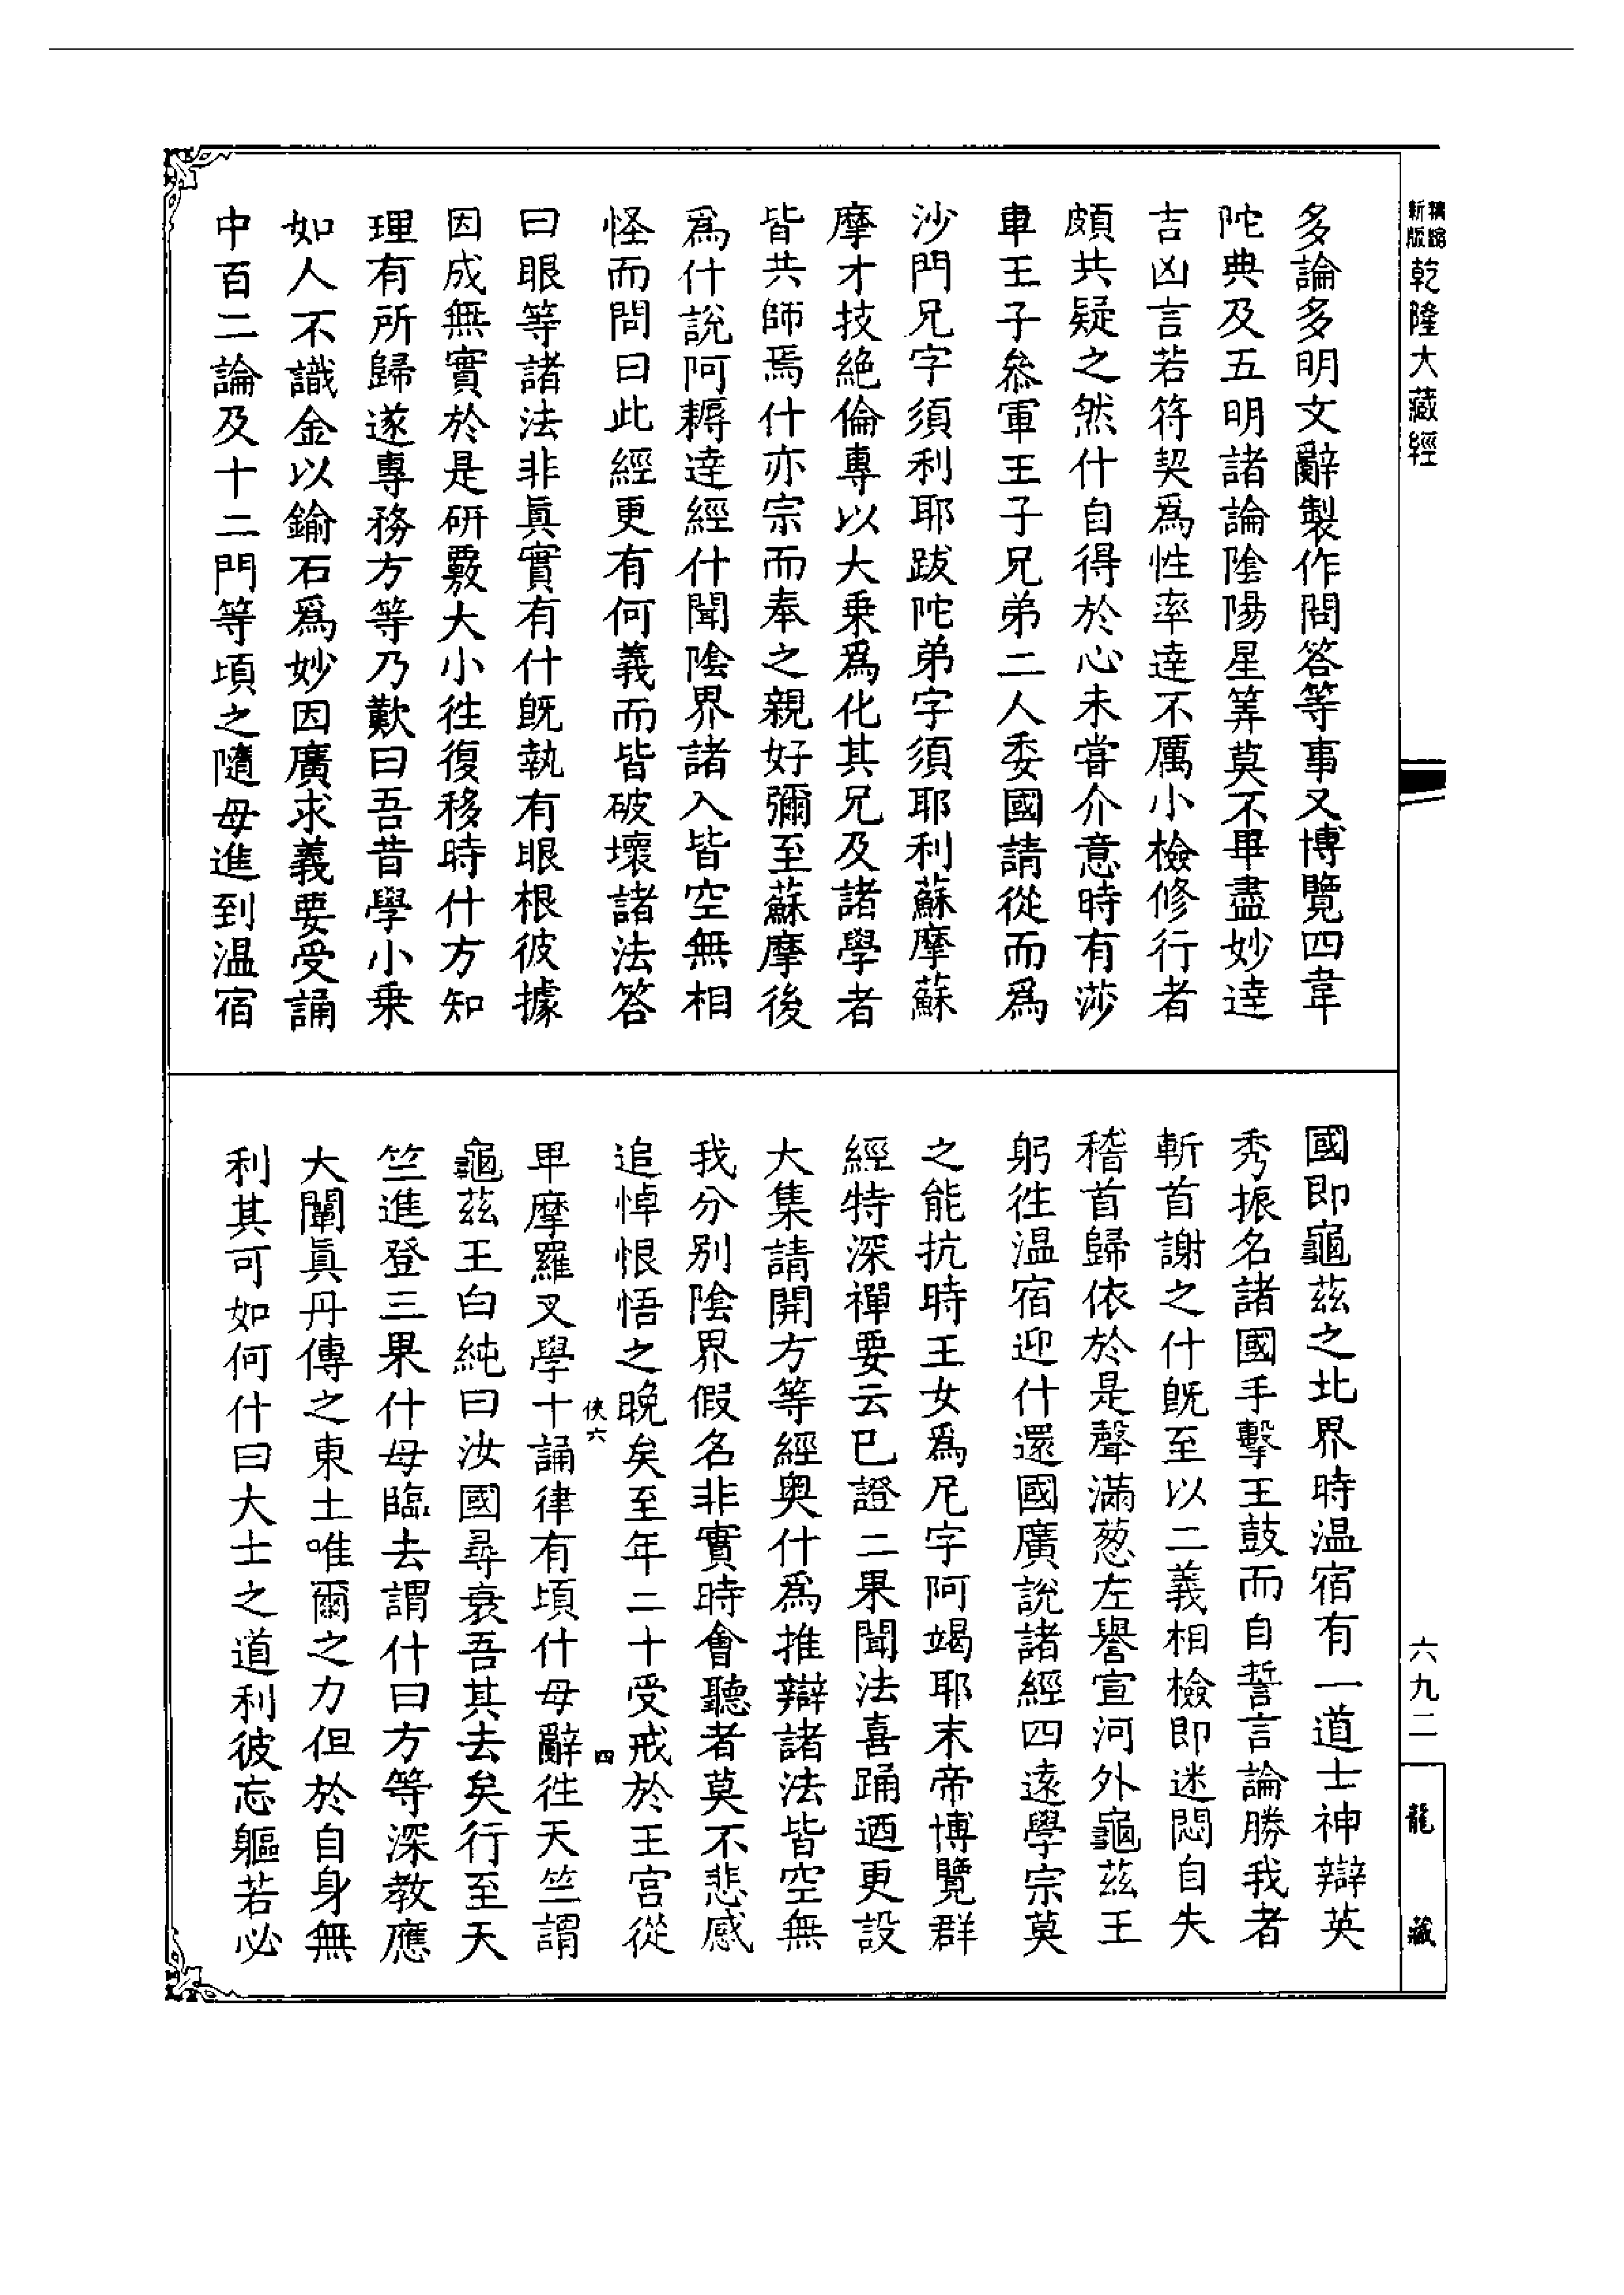 精縮新版乾隆大藏經
多論多明文辭製作問答等事又博覽四韋
陀典及五明諸論陰陽星筭莫不畢盡妙達
吉凶言若符契爲性率達不厲小檢修行者
頗共疑之然什自得於心未甞介意時有莎
車王子叅軍王子兄弟二人委國請從而爲
沙門兄字須利耶跋陀弟字須耶利蘇摩蘇
摩才技絶倫專以大乗爲化其兄及諸學者
皆共師焉什亦宗而奉之親好彌至蘇摩後
爲什說阿耨達經什聞隂界諸入皆空無相
怪而問曰此經更有何義而皆破壞諸法答
曰眼等諸法非眞實有什旣執有眼根彼據
因成無實於是研覈大小徃復移時什方知
理有所歸遂專務方等乃歎曰吾昔學小乗
如人不識金以鍮石爲妙因廣求義要受誦
中百二論及十二門等頃之隨母進到温宿
國即龜茲之北界時温宿有一道士神辯英
秀振名諸國手擊王鼓而自誓言論勝我者
斬首謝之什旣至以二義相檢即迷悶自失
稽首歸依於是聲滿葱左譽宣河外龜茲王
躬徃温宿迎什還國廣說諸經四遠學宗莫
之能抗時王女爲尼字阿竭耶末帝博覽群
經特深禪要云已證二果聞法喜踊迺更設
大集請開方等經奥什爲推辯諸法皆空無
我分别隂界假名非實時會聽者莫不悲感
追悼恨悟之晚矣至年二十受戒於王宫從
俠六
四
卑摩羅叉學十誦律有頃什母辭徃天竺謂
龜茲王白純曰汝國尋衰吾其去矣行至天
竺進登三果什母臨去謂什曰方等深教應
大闡眞丹傳之東土唯爾之力但於自身無
利其可如何什曰大士之道利彼忘軀若必
六九二
龍藏